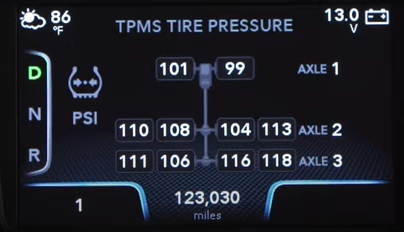 86 °F
TPMS TIRE PRESSURE
13.0 V
D
N
R
PSI
101 99 AXLE 1
110 108 104 113 AXLE 2
111 106 116 118 AXLE 3
1
123,030
miles